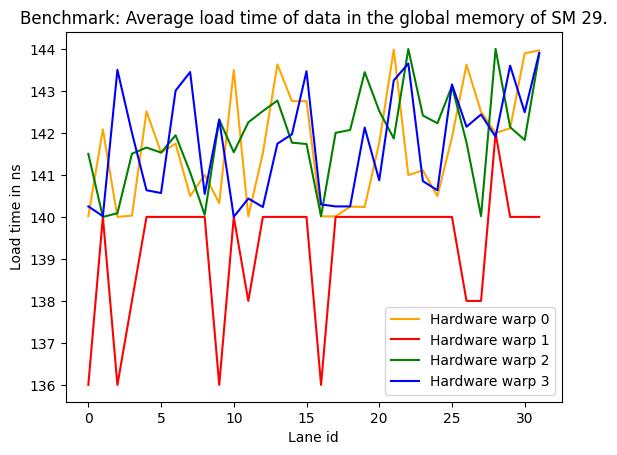 Benchmark: Average load time of data in the global memory of SM 29.
144
143
142
141
140
139
138
137
136
Load time in ns
0 5 10 15 20 25 30
Lane id
Hardware warp 0
Hardware warp 1
Hardware warp 2
Hardware warp 3